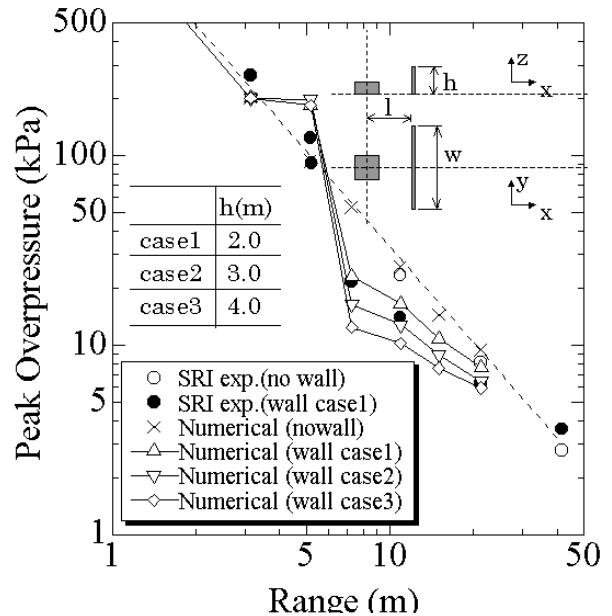 500
100
50
10
5
1
Peak Overpressure (kPa)
z
x
h
l
w
y
x
h(m)
case1 2.0
case2 3.0
case3 4.0
SRI exp.(no wall)
SRI exp.(wall case1)
Numerical (nowall)
Numerical (wall case1)
Numerical (wall case2)
Numerical (wall case3)
1 5 10 50
Range (m)